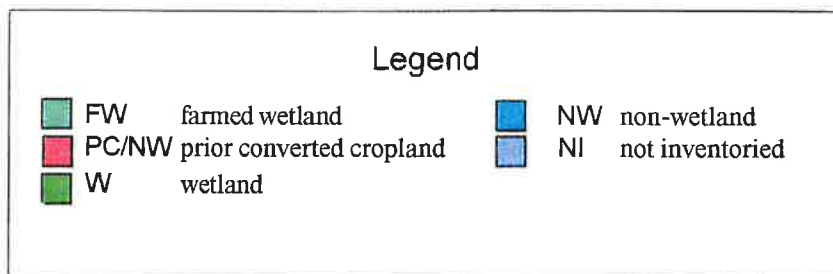 Legend
FW farmed wetland
PC/NW prior converted cropland
W wetland
NW non-wetland
NI not inventoried